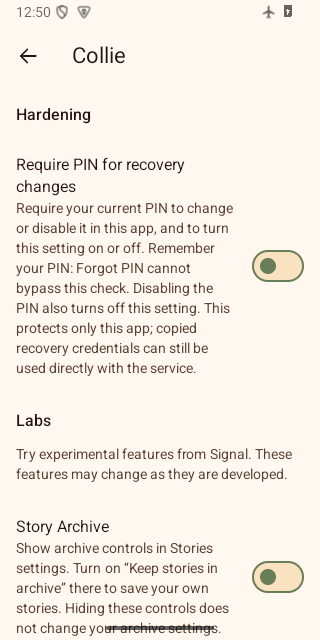 12:50
Collie
Hardening
Require PIN for recovery
changes
Require your current PIN to change
or disable it in this app, and to turn
this setting on or off. Remember
your PIN: Forgot PIN cannot
bypass this check. Disabling the
PIN also turns off this setting. This
protects only this app; copied
recovery credentials can still be
used directly with the service.
Labs
Try experimental features from Signal. These
features may change as they are developed.
Story Archive
Show archive controls in Stories
settings. Turn on “Keep stories in
archive” there to save your own
stories. Hiding these controls does
not change your archive settings.